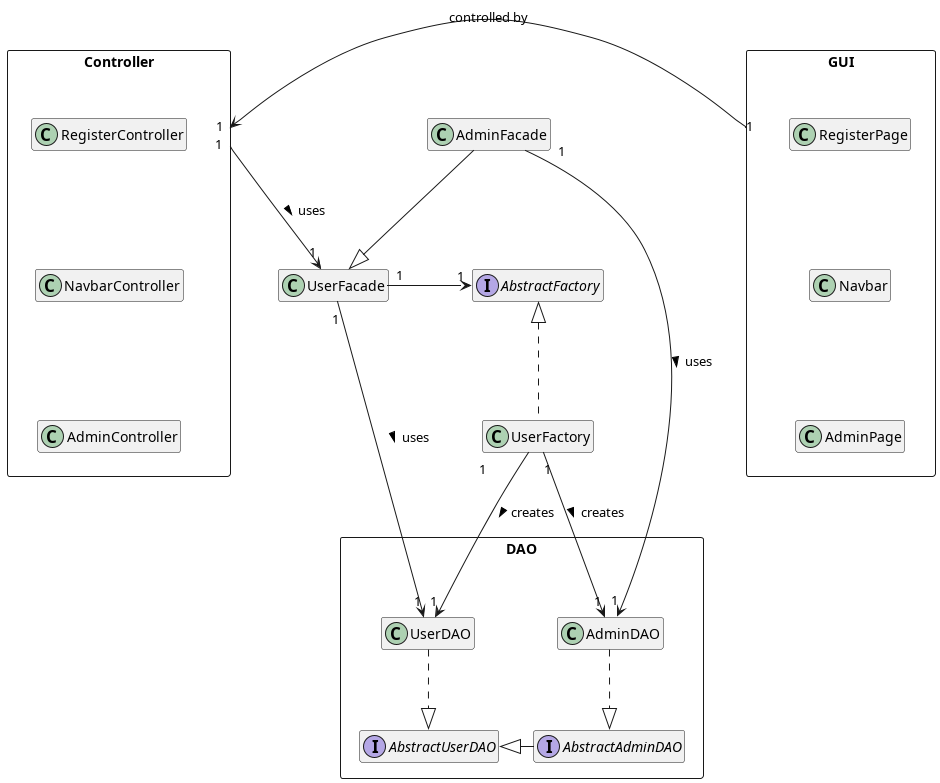 controlled by
Controller
GUI
1
1
1
C RegisterController
C AdminFacade
1
C RegisterPage
uses
1
C NavbarController
C UserFacade
1
1
I AbstractFactory
C Navbar
1
uses
C AdminController
uses
C UserFactory
C AdminPage
1
1
creates
creates
DAO
1
1
1
1
C UserDAO
C AdminDAO
I AbstractUserDAO
I AbstractAdminDAO